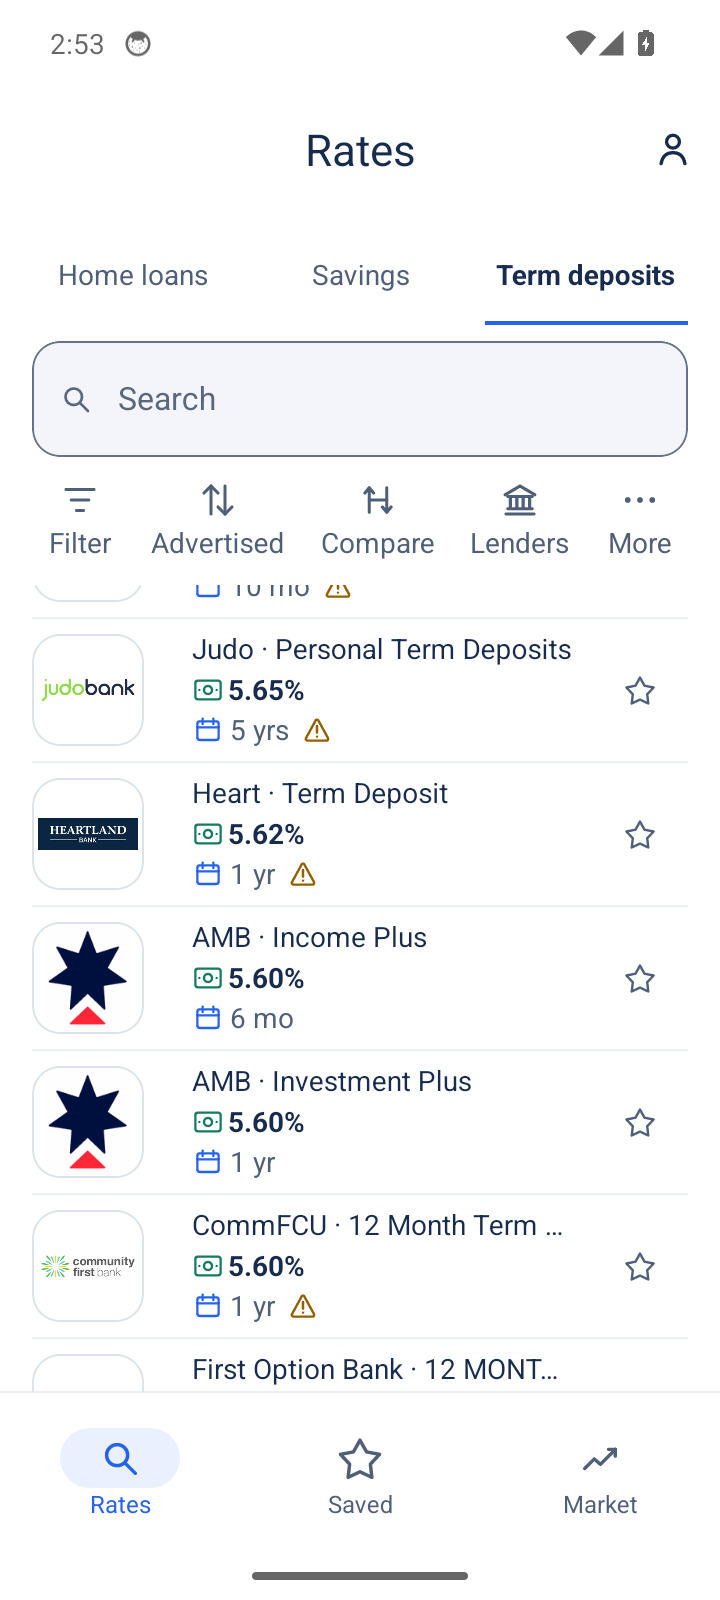 2:53
Rates
Home loans
Savings
Term deposits
Search
Filter
Advertised
Compare
Lenders
More
10 mo
judobank
Judo · Personal Term Deposits
5.65%
5 yrs
HEARTLAND
BANK
Heart · Term Deposit
5.62%
1 yr
AMB · Income Plus
5.60%
6 mo
AMB · Investment Plus
5.60%
1 yr
community
first bank
CommFCU · 12 Month Term ...
5.60%
1 yr
First Option Bank · 12 MONT...
Rates
Saved
Market